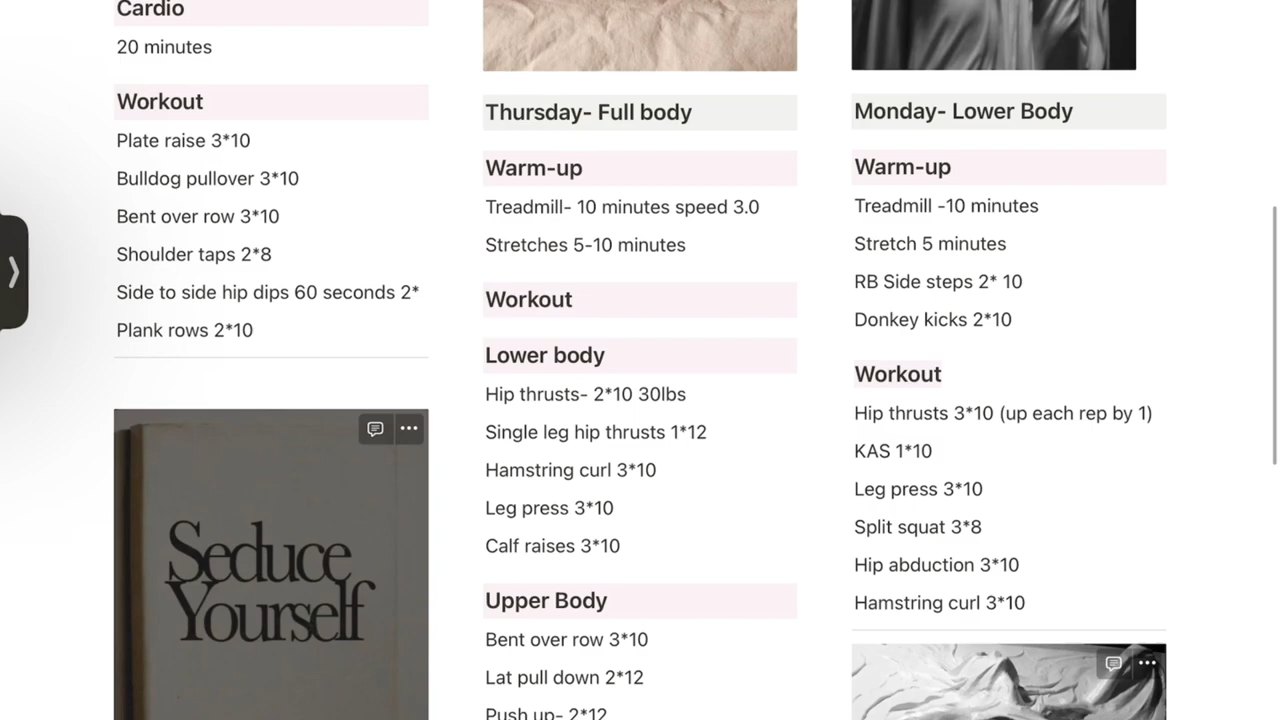 Cardio
20 minutes
Workout
Plate raise 3*10
Bulldog pullover 3*10
Bent over row 3*10
Shoulder taps 2*8
Side to side hip dips 60 seconds 2*
Plank rows 2*10
Seduce
Yourself
Thursday- Full body
Warm-up
Treadmill- 10 minutes speed 3.0
Stretches 5-10 minutes
Workout
Lower body
Hip thrusts- 2*10 30lbs
Single leg hip thrusts 1*12
Hamstring curl 3*10
Leg press 3*10
Calf raises 3*10
Upper Body
Bent over row 3*10
Lat pull down 2*12
Push up- 2*12
Monday- Lower Body
Warm-up
Treadmill -10 minutes
Stretch 5 minutes
RB Side steps 2* 10
Donkey kicks 2*10
Workout
Hip thrusts 3*10 (up each rep by 1)
KAS 1*10
Leg press 3*10
Split squat 3*8
Hip abduction 3*10
Hamstring curl 3*10